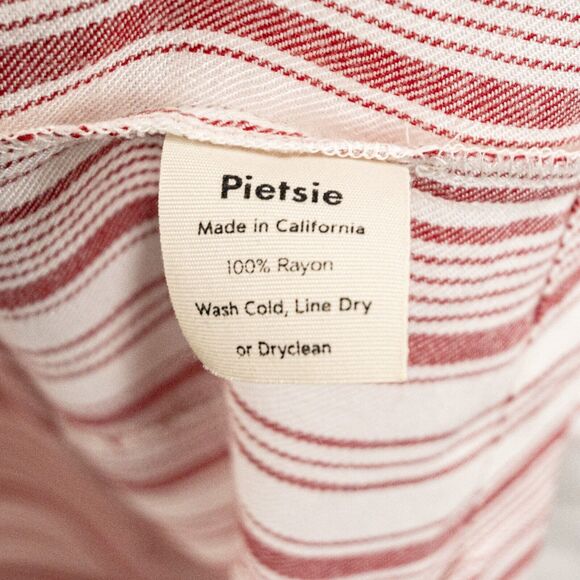 Pietsie
Made in California
100% Rayon
Wash Cold, Line Dry
or Dryclean